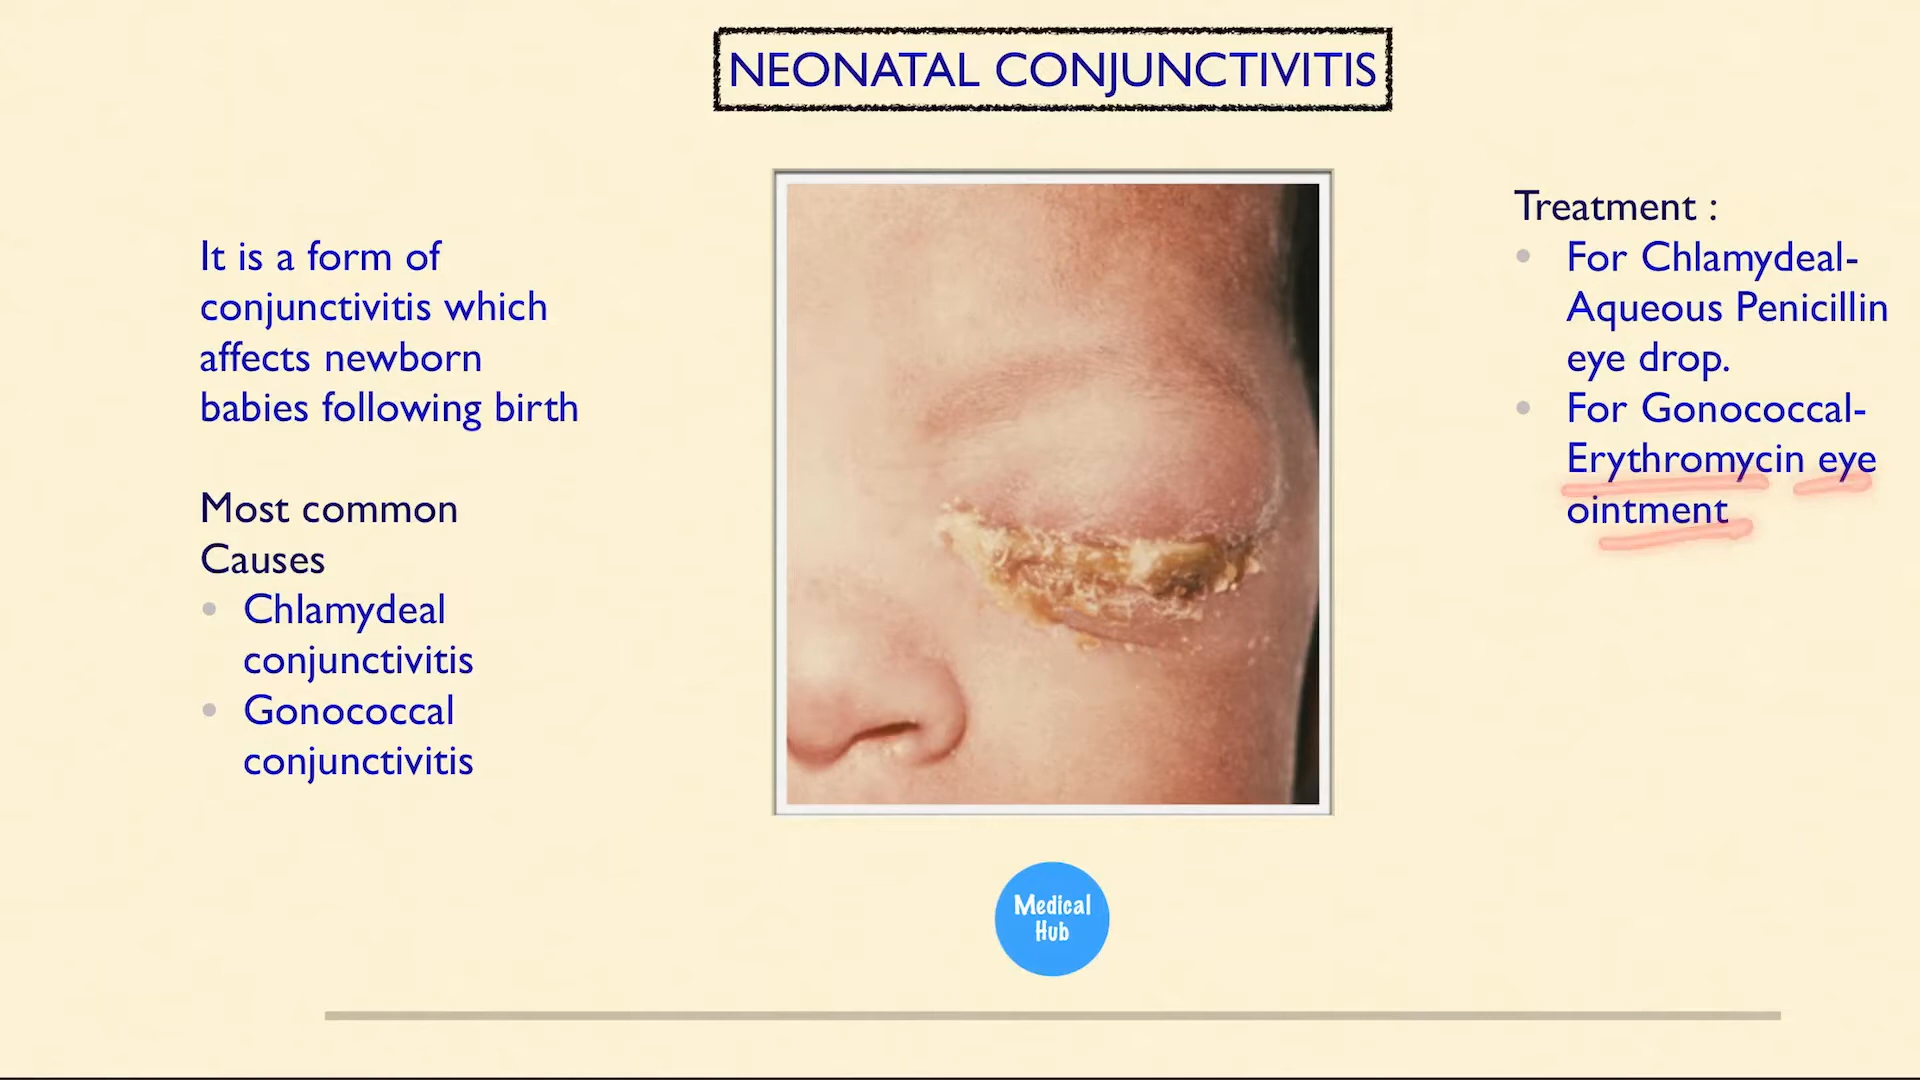 NEONATAL CONJUNCTIVITIS
It is a form of
conjunctivitis which
affects newborn
babies following birth
Most common
Causes
• Chlamydeal
conjunctivitis
• Gonococcal
conjunctivitis
Treatment :
• For Chlamydeal-
Aqueous Penicillin
eye drop.
• For Gonococcal-
Erythromycin eye
ointment
Medical
Hub